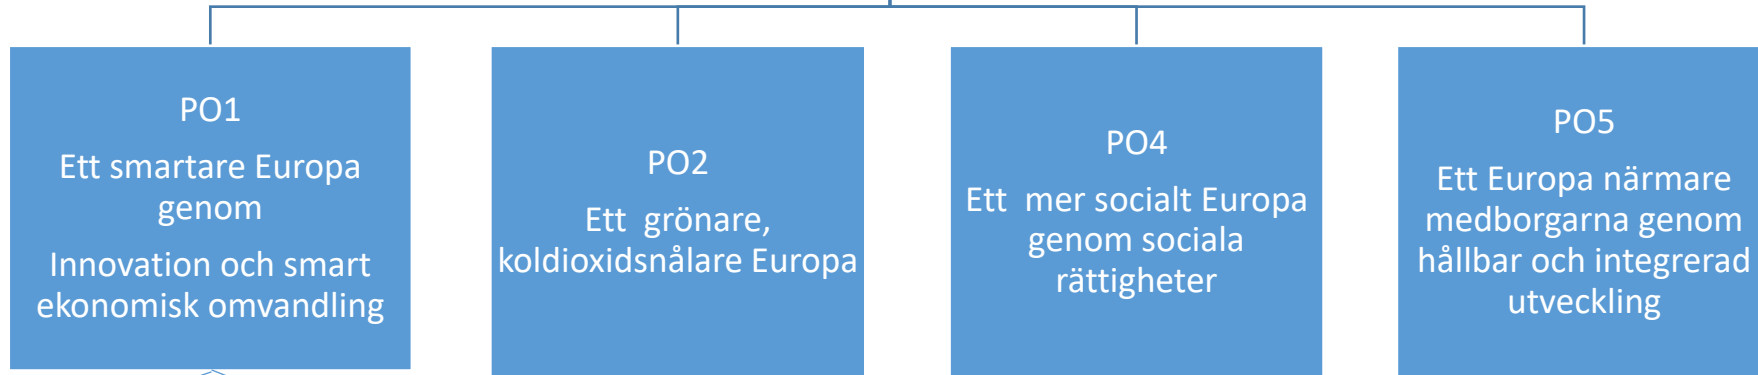 PO1
Ett smartare Europa
genom
Innovation och smart
ekonomisk omvandling
PO2
Ett  grönare,
koldioxidsnålare Europa
PO4
Ett  mer socialt Europa
genom sociala
rättigheter
PO5
Ett Europa närmare
medborgarna genom
hållbar och integrerad
utveckling